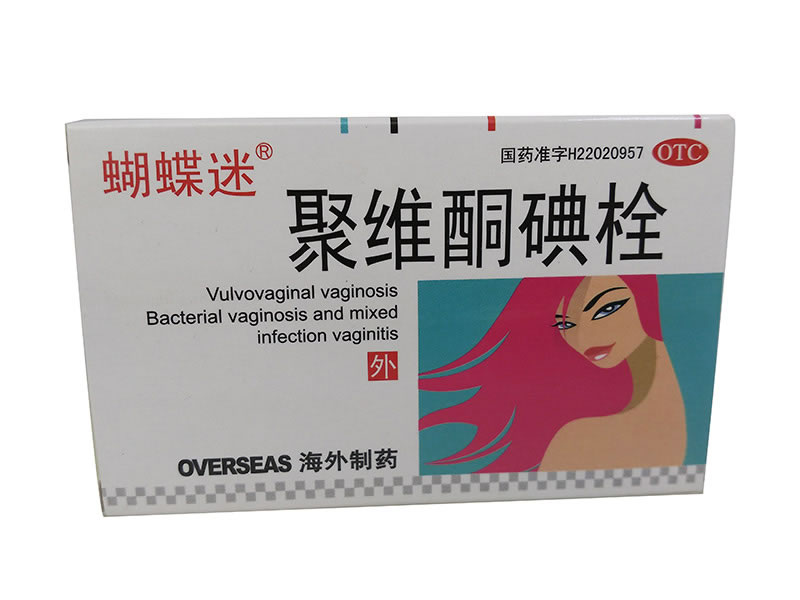 国药准字H22020957 OTC
蝴蝶迷®
聚维酮碘栓
Vulvovaginal vaginosis
Bacterial vaginosis and mixed
infection vaginitis
外
OVERSEAS 海外制药